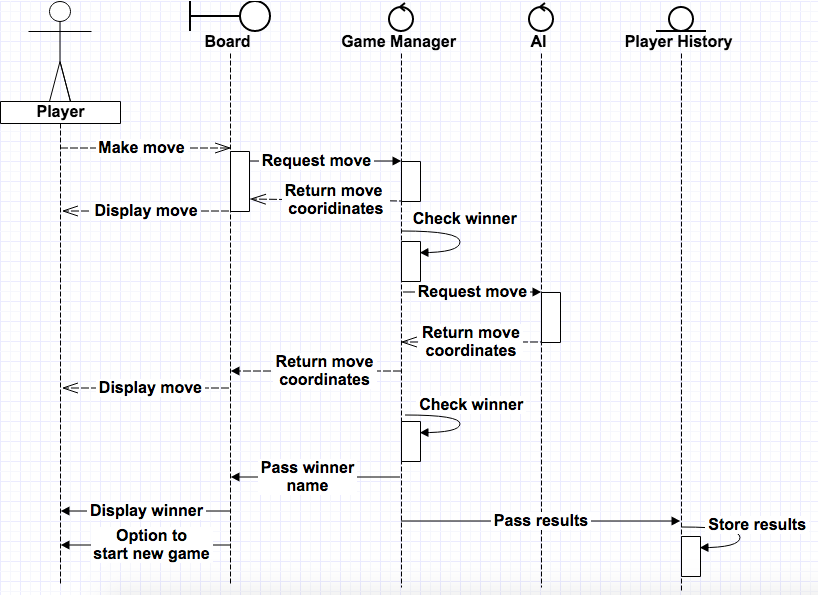 Board
Game Manager
AI
Player History
Player
Make move
Request move
Return move
cooridinates
Display move
Check winner
Request move
Return move
coordinates
Return move
coordinates
Display move
Check winner
Pass winner
name
Display winner
Pass results
Store results
Option to
start new game